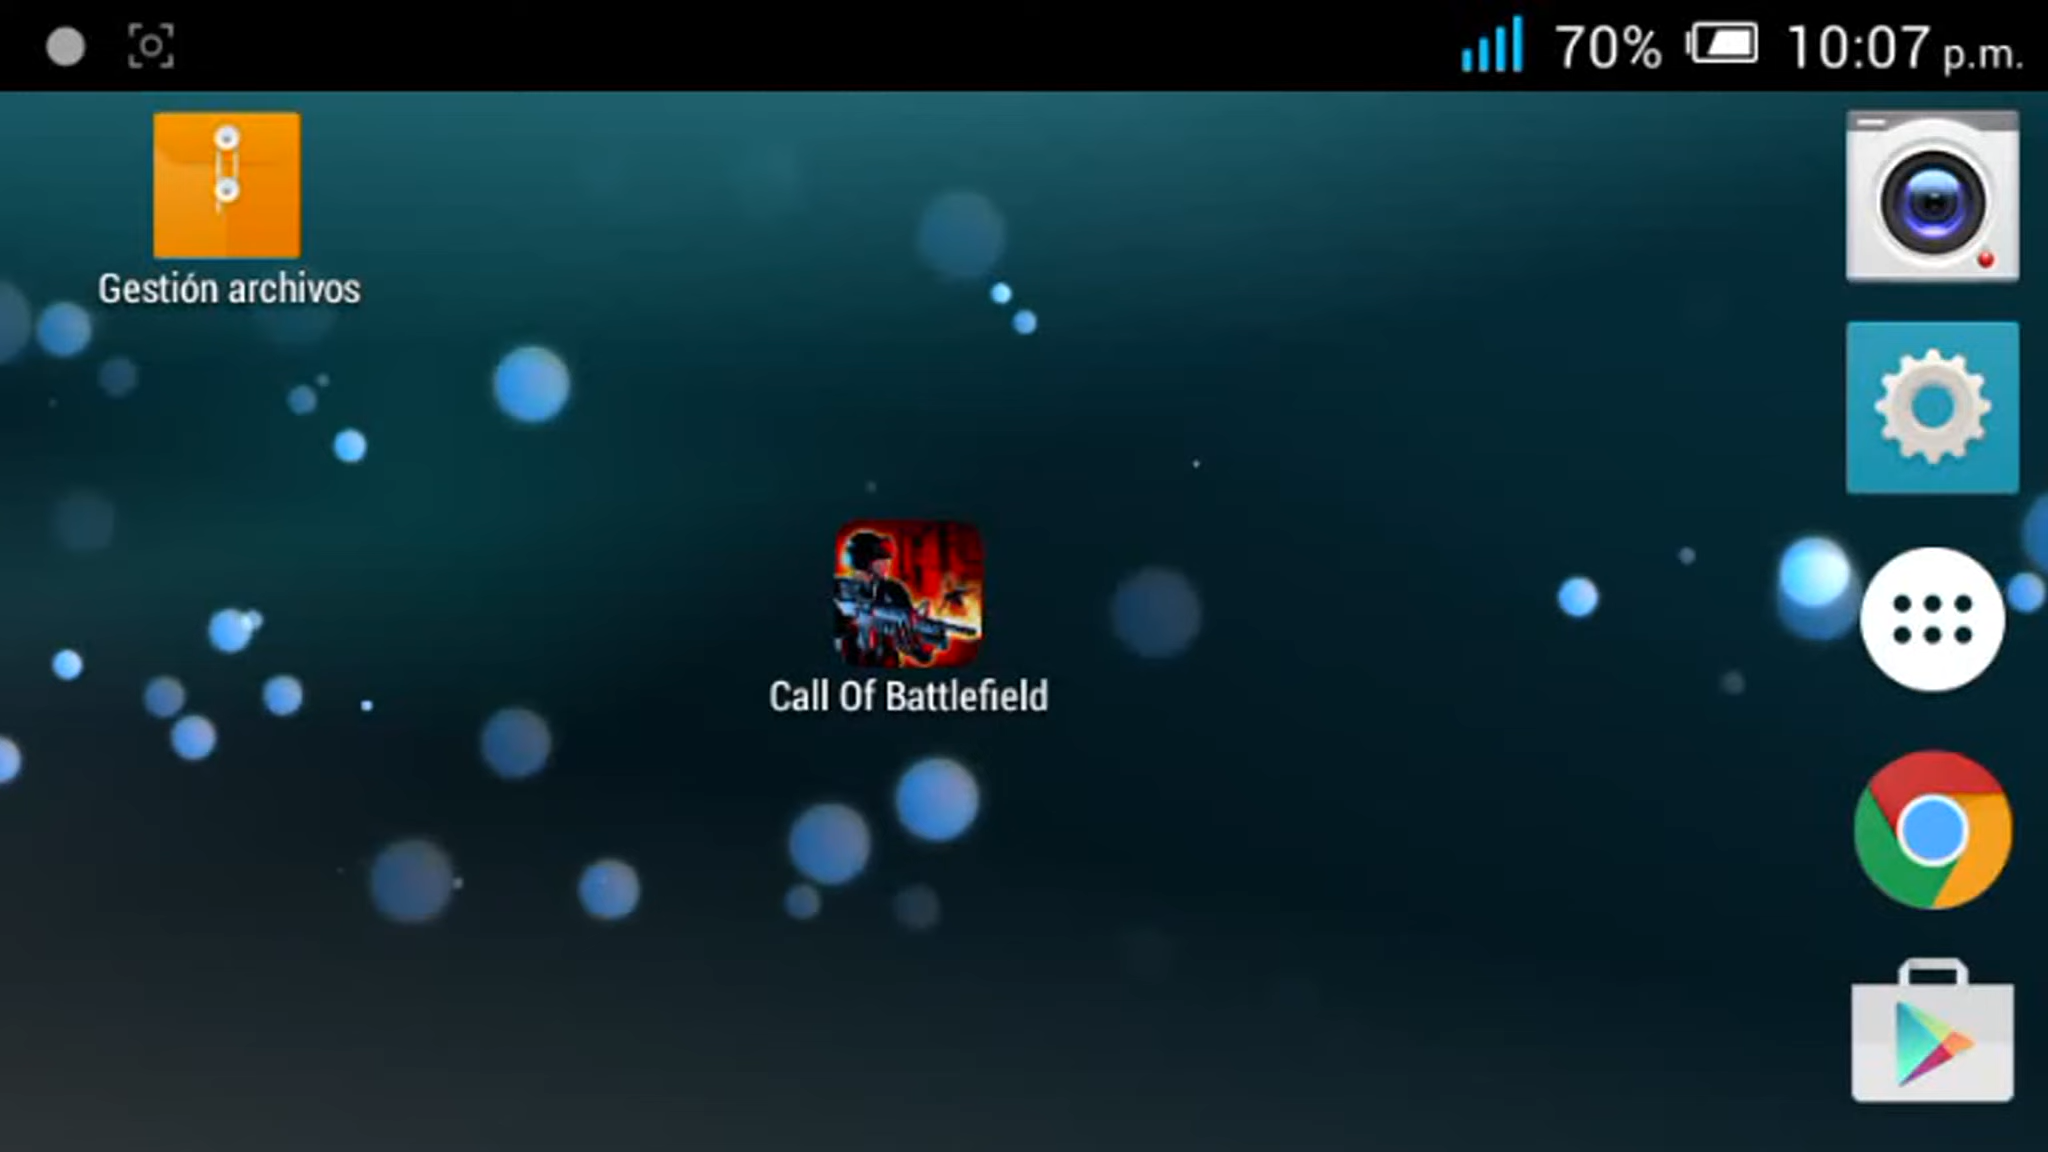 70% 10:07 p.m.
Gestión archivos
Call Of Battlefield